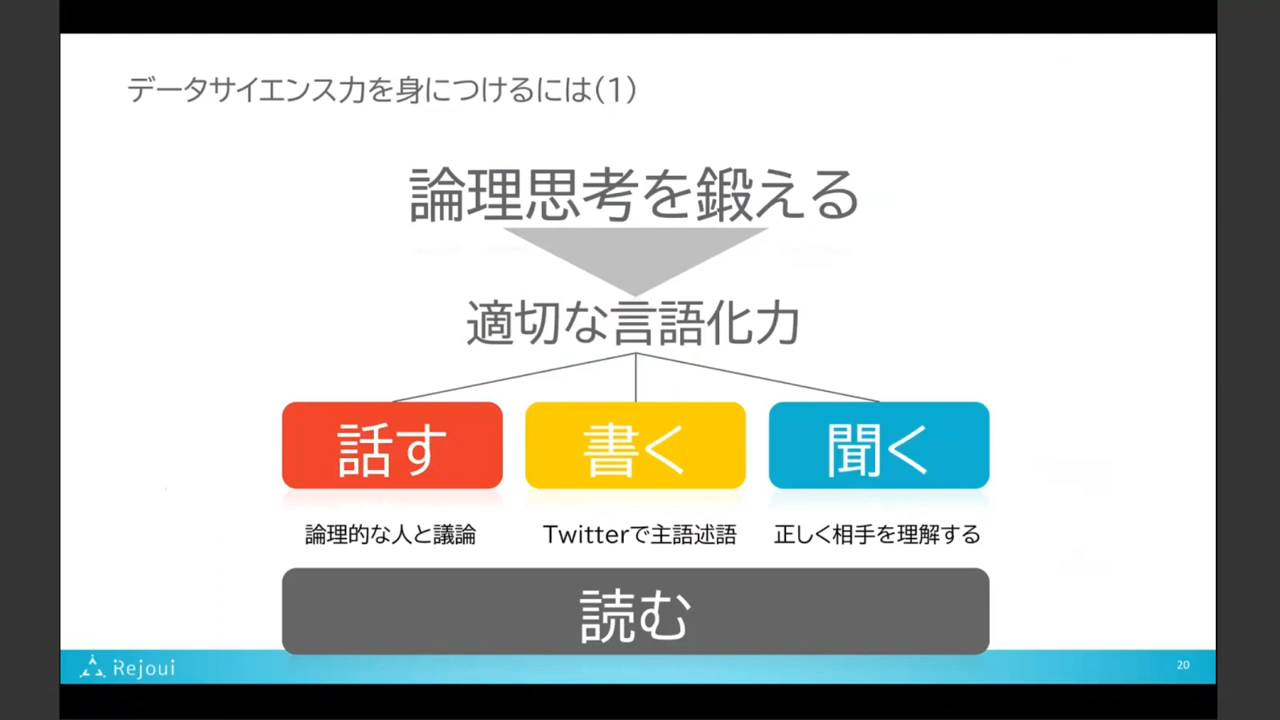 データサイエンス力を身につけるには(1)
論理思考を鍛える
適切な言語化力
話す
書く
聞く
論理的な人と議論
Twitterで主語述語
正しく相手を理解する
読む
Rejoui
20